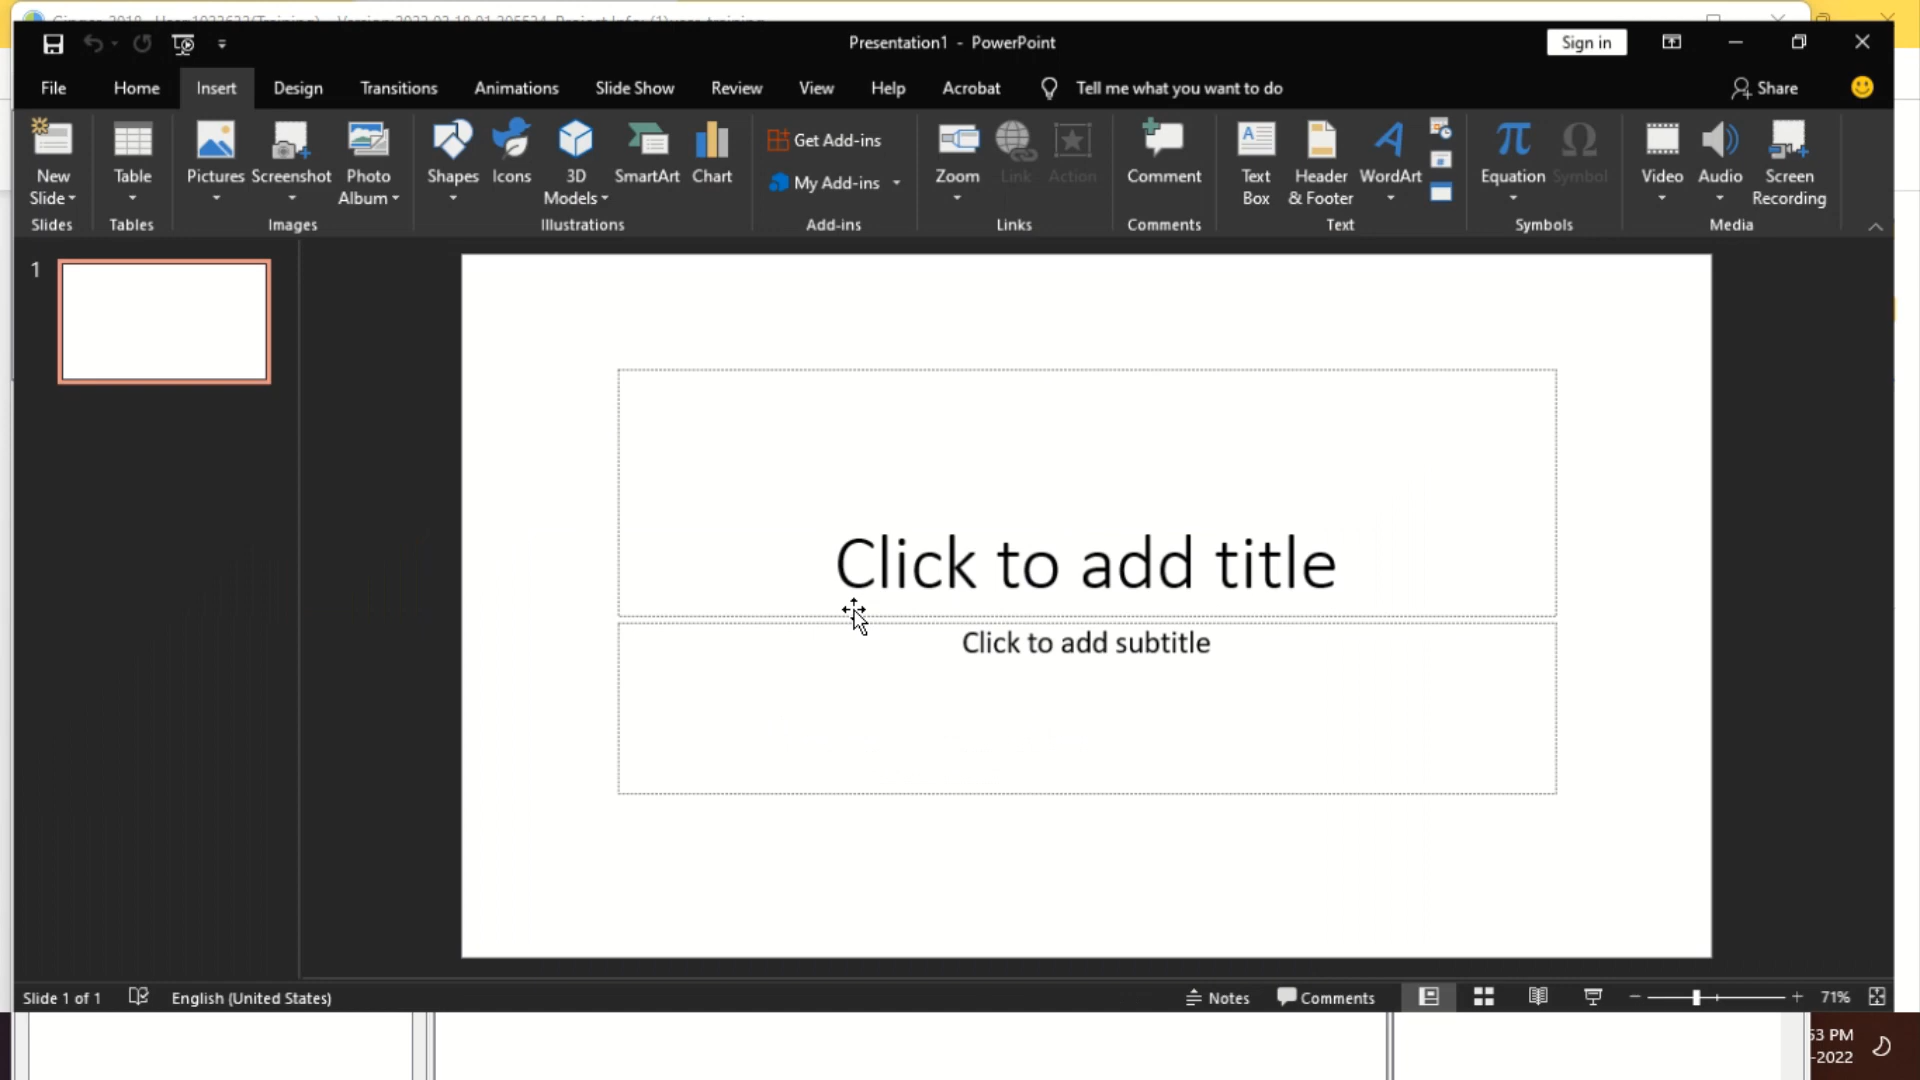 Presentation1 - PowerPoint
Sign in
File Home Insert Design Transitions Animations Slide Show Review View Help Acrobat Tell me what you want to do Share
New Slide
Table
Pictures
Screenshot
Photo Album
Shapes
Icons
3D Models
SmartArt
Chart
Get Add-ins
My Add-ins
Zoom
Link
Action
Comment
Text Box
Header & Footer
WordArt
Equation
Symbol
Video
Audio
Screen Recording
Slides Tables Images Illustrations Add-ins Links Comments Text Symbols Media
1
Click to add title
Click to add subtitle
Slide 1 of 1 English (United States) Notes Comments 71%
53 PM
-2022